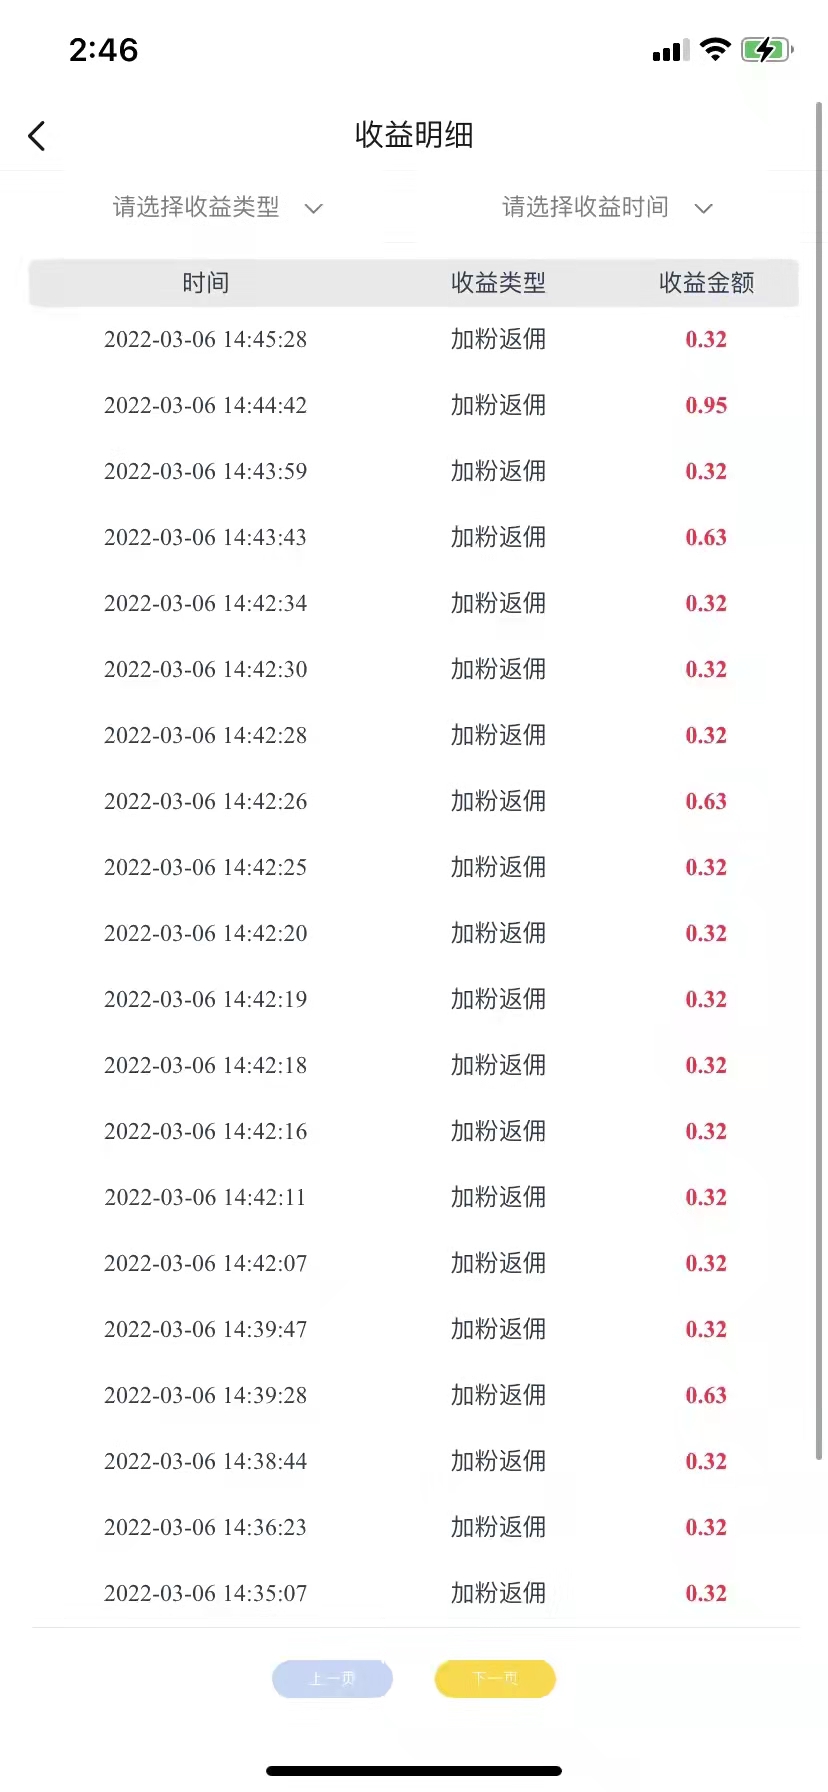 2:46
收益明细
请选择收益类型 请选择收益时间
时间 收益类型 收益金额
2022-03-06 14:45:28 加粉返佣 0.32
2022-03-06 14:44:42 加粉返佣 0.95
2022-03-06 14:43:59 加粉返佣 0.32
2022-03-06 14:43:43 加粉返佣 0.63
2022-03-06 14:42:34 加粉返佣 0.32
2022-03-06 14:42:30 加粉返佣 0.32
2022-03-06 14:42:28 加粉返佣 0.32
2022-03-06 14:42:26 加粉返佣 0.63
2022-03-06 14:42:25 加粉返佣 0.32
2022-03-06 14:42:20 加粉返佣 0.32
2022-03-06 14:42:19 加粉返佣 0.32
2022-03-06 14:42:18 加粉返佣 0.32
2022-03-06 14:42:16 加粉返佣 0.32
2022-03-06 14:42:11 加粉返佣 0.32
2022-03-06 14:42:07 加粉返佣 0.32
2022-03-06 14:39:47 加粉返佣 0.32
2022-03-06 14:39:28 加粉返佣 0.63
2022-03-06 14:38:44 加粉返佣 0.32
2022-03-06 14:36:23 加粉返佣 0.32
2022-03-06 14:35:07 加粉返佣 0.32
上一页 下一页